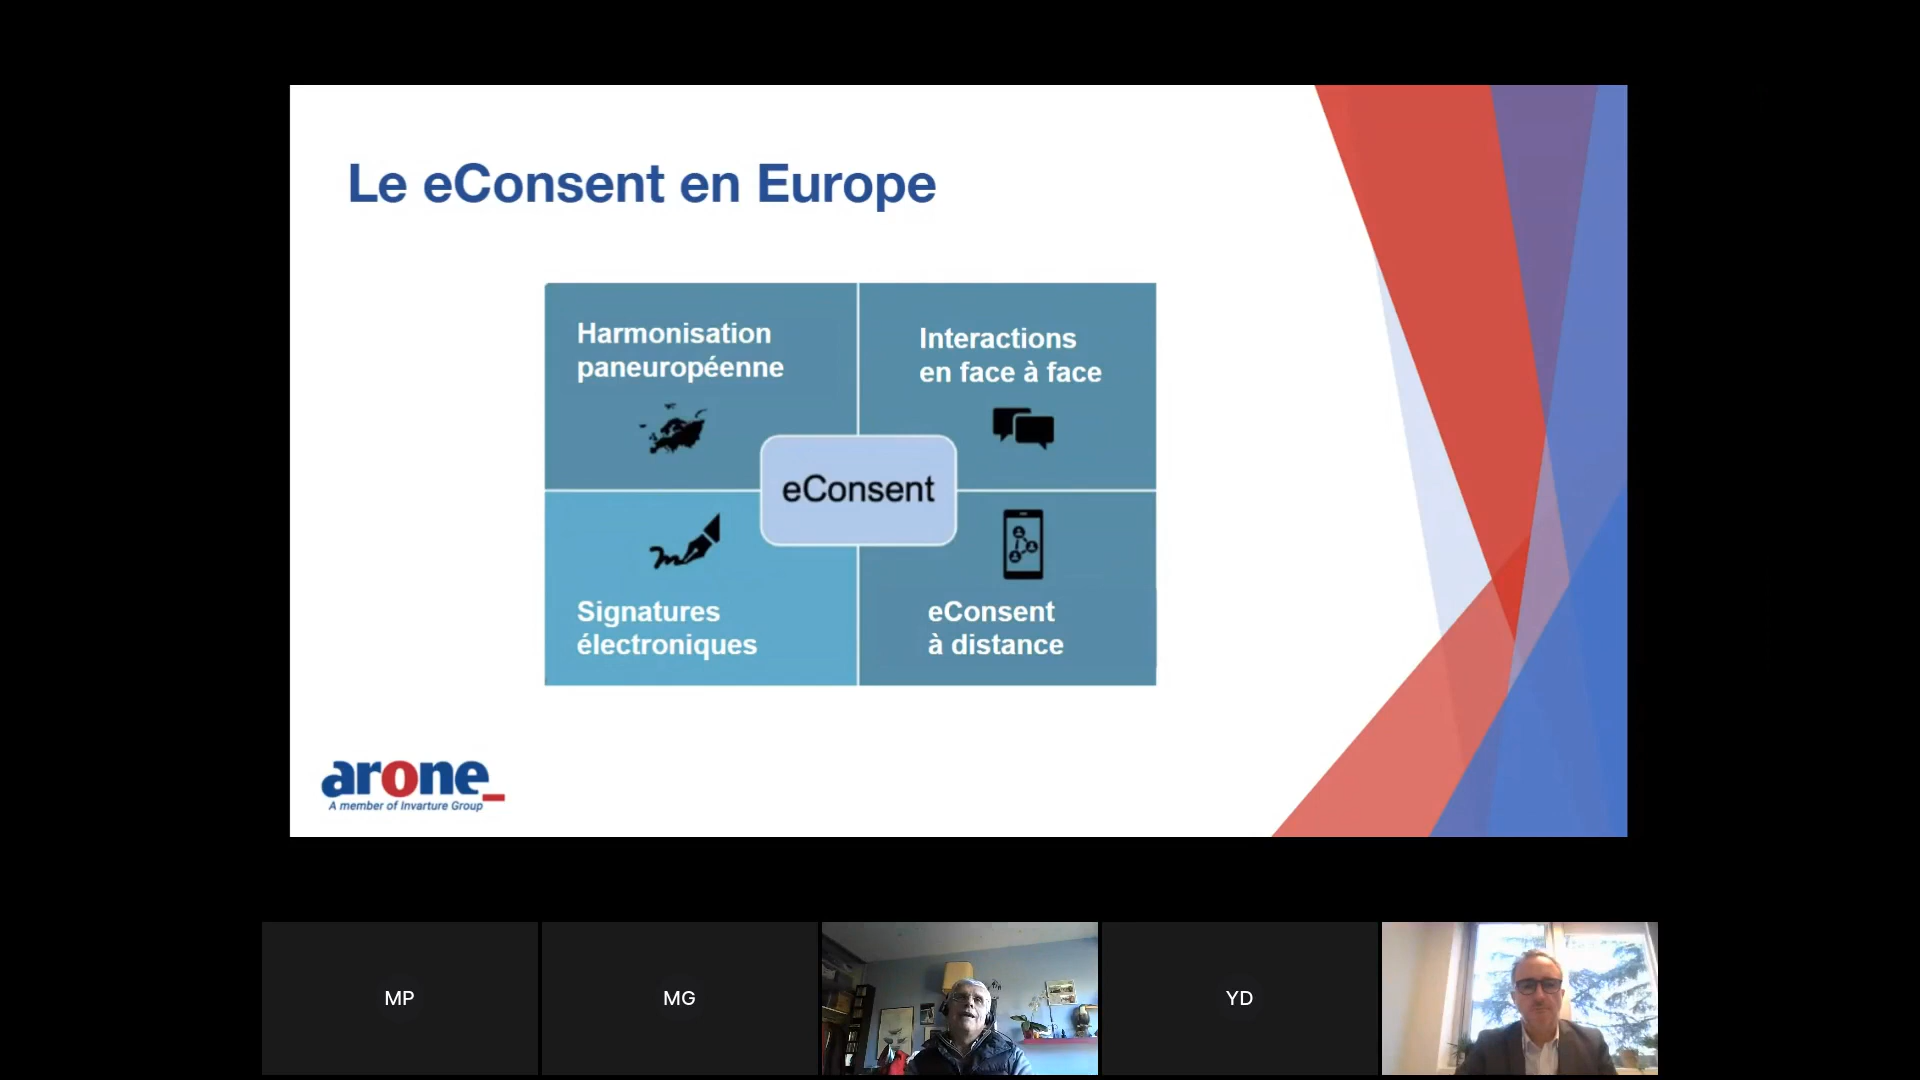 Le eConsent en Europe
Harmonisation
paneuropéenne
Interactions
en face à face
eConsent
Signatures
électroniques
eConsent
à distance
arone_
A member of Invarture Group
MP
MG
YD